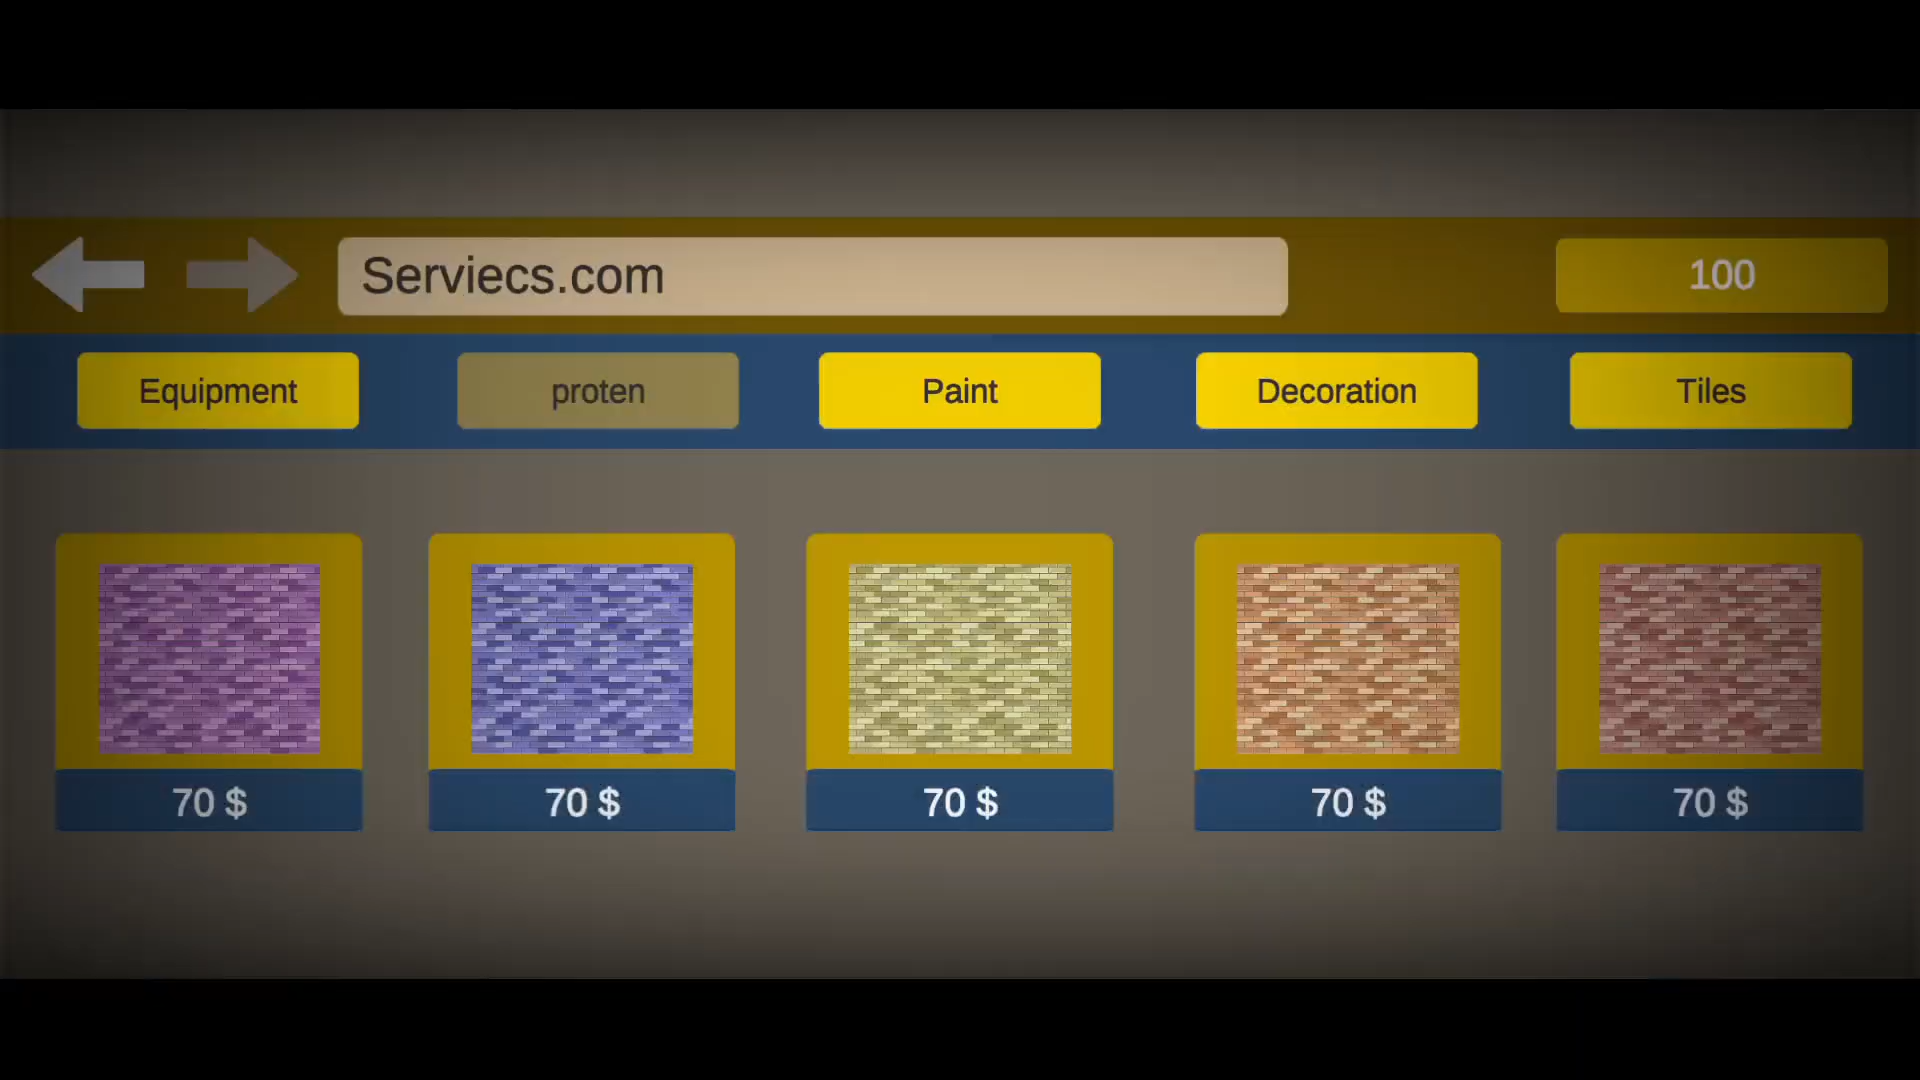 Serviecs.com
100
Equipment
proten
Paint
Decoration
Tiles
70 $
70 $
70 $
70 $
70 $